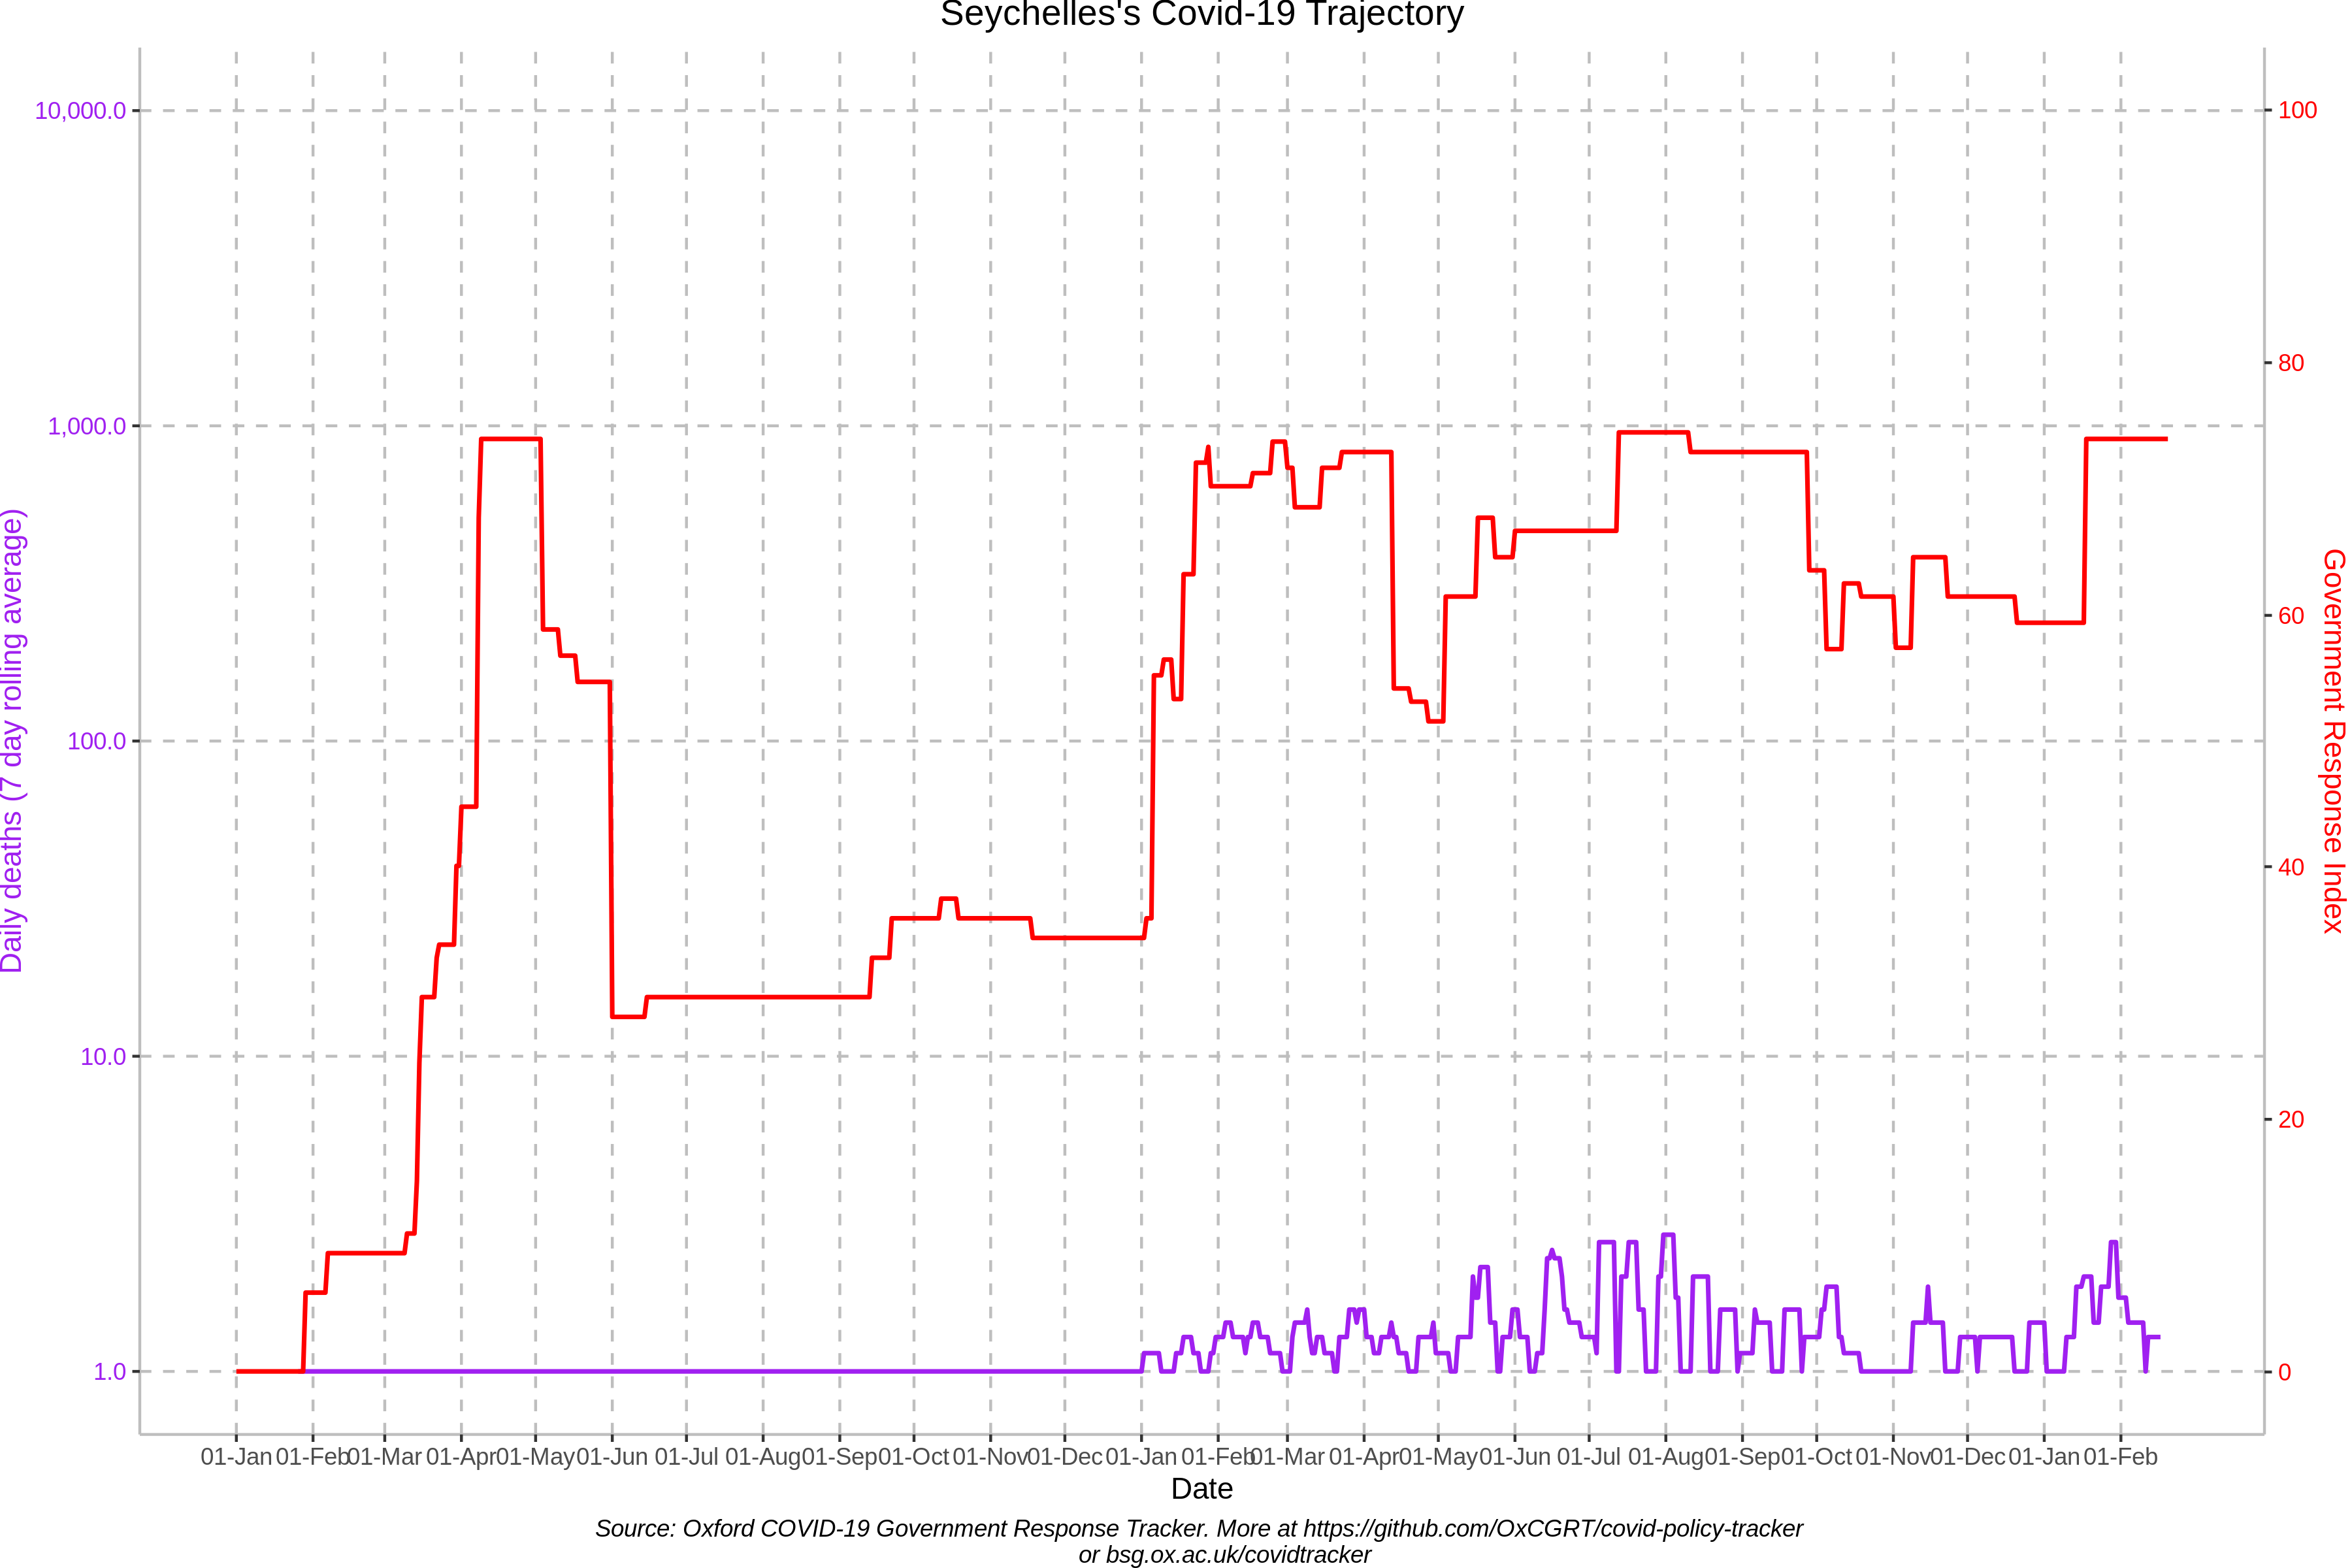 Seychelles's Covid-19 Trajectory
10,000.0
1,000.0
100.0
10.0
1.0
Daily deaths (7 day rolling average)
100
80
60
40
20
0
Government Response Index
01-Jan 01-Feb 01-Mar 01-Apr 01-May 01-Jun 01-Jul 01-Aug 01-Sep 01-Oct 01-Nov 01-Dec 01-Jan 01-Feb 01-Mar 01-Apr 01-May 01-Jun 01-Jul 01-Aug 01-Sep 01-Oct 01-Nov 01-Dec 01-Jan 01-Feb
Date
Source: Oxford COVID-19 Government Response Tracker. More at https://github.com/OxCGRT/covid-policy-tracker
or bsg.ox.ac.uk/covidtracker